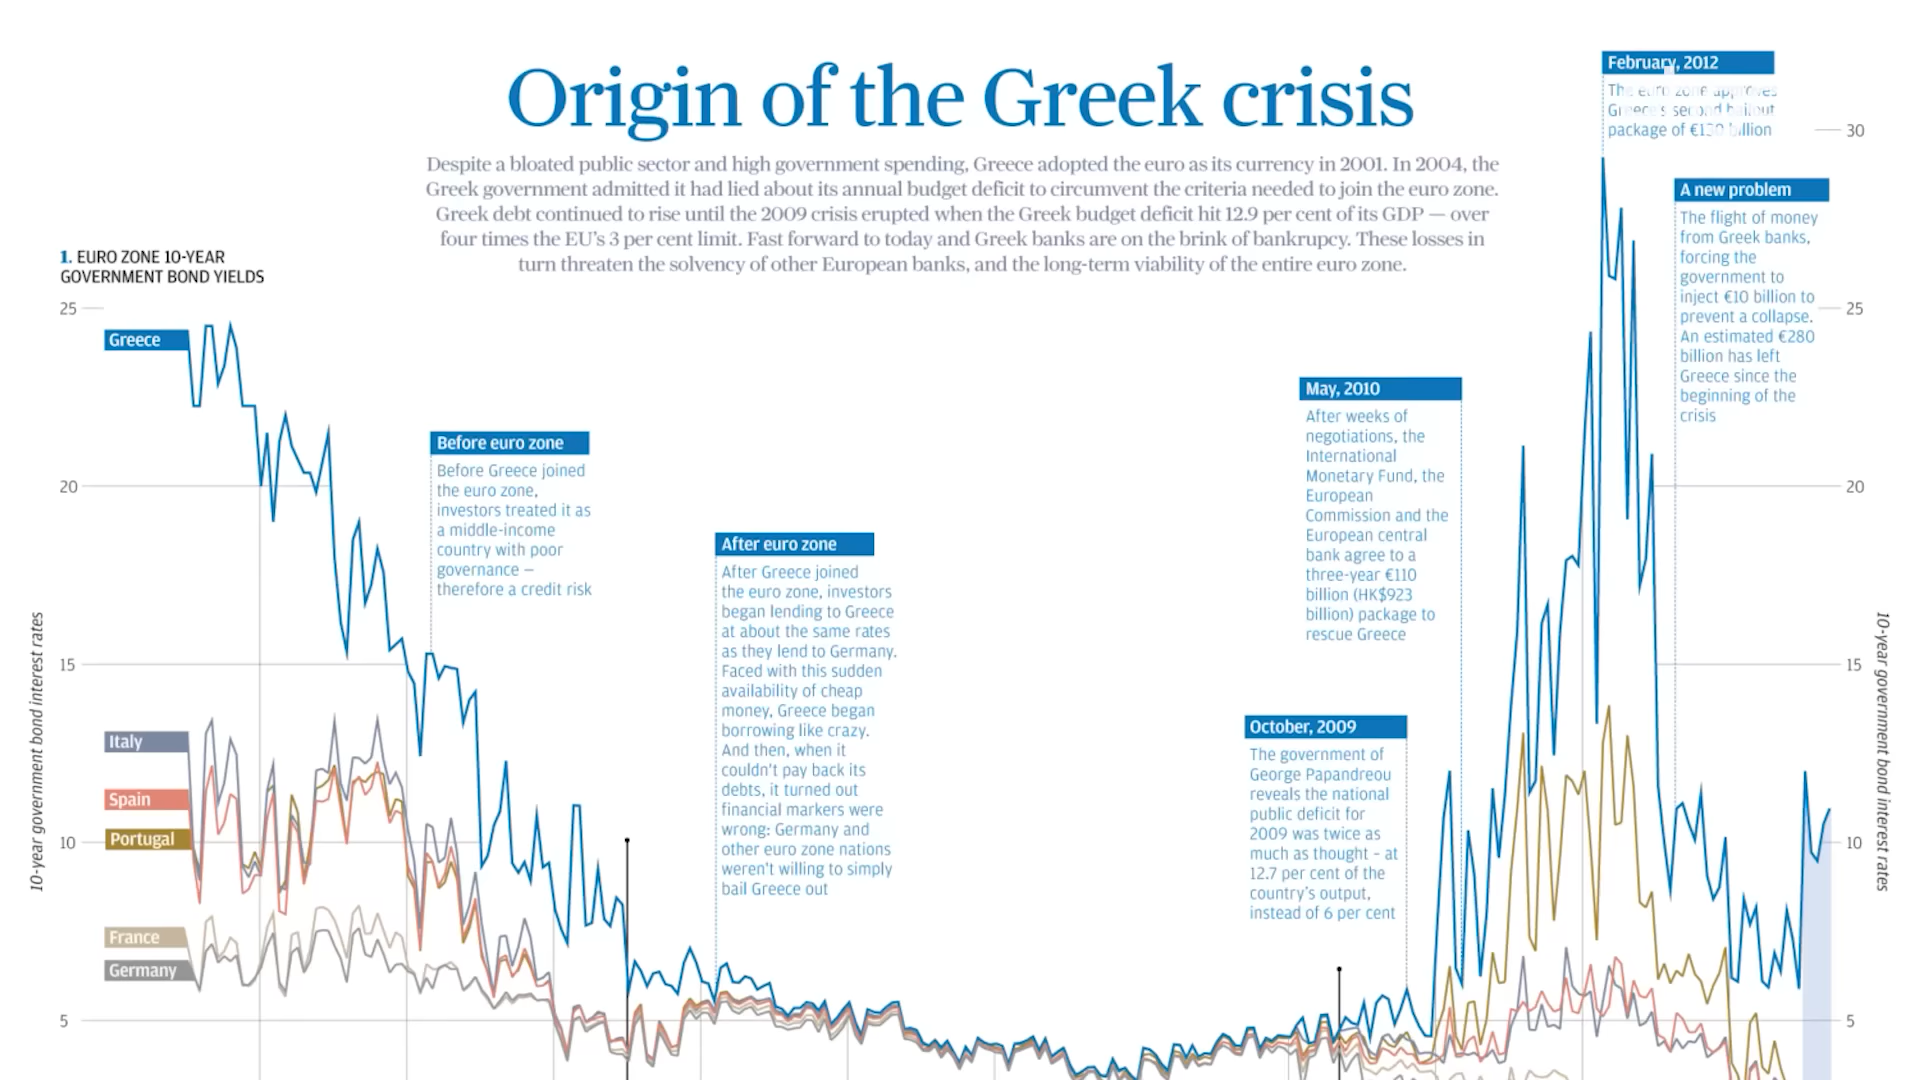 Origin of the Greek crisis
Despite a bloated public sector and high government spending, Greece adopted the euro as its currency in 2001. In 2004, the
Greek government admitted it had lied about its annual budget deficit to circumvent the criteria needed to join the euro zone.
Greek debt continued to rise until the 2009 crisis erupted when the Greek budget deficit hit 12.9 per cent of its GDP — over
four times the EU's 3 per cent limit. Fast forward to today and Greek banks are on the brink of bankrupcy. These losses in
turn threaten the solvency of other European banks, and the long-term viability of the entire euro zone.
1. EURO ZONE 10-YEAR
GOVERNMENT BOND YIELDS
25
20
15
10
5
10-year government bond interest rates
Greece
Italy
Spain
Portugal
France
Germany
Before euro zone
Before Greece joined
the euro zone,
investors treated it as
a middle-income
country with poor
governance –
therefore a credit risk
After euro zone
After Greece joined
the euro zone, investors
began lending to Greece
at about the same rates
as they lend to Germany.
Faced with this sudden
availability of cheap
money, Greece began
borrowing like crazy.
And then, when it
couldn't pay back its
debts, it turned out
financial markers were
wrong: Germany and
other euro zone nations
weren't willing to simply
bail Greece out
October, 2009
The government of
George Papandreou
reveals the national
public deficit for
2009 was twice as
much as thought – at
12.7 per cent of the
country's output,
instead of 6 per cent
May, 2010
After weeks of
negotiations, the
International
Monetary Fund, the
European
Commission and the
European central
bank agree to a
three-year €110
billion (HK$923
billion) package to
rescue Greece
February, 2012
The euro zone approves
Greece's second bailout
package of €130 billion
A new problem
The flight of money
from Greek banks,
forcing the
government to
inject €10 billion to
prevent a collapse.
An estimated €280
billion has left
Greece since the
beginning of the
crisis
30
25
20
15
10
5
10-year government bond interest rates